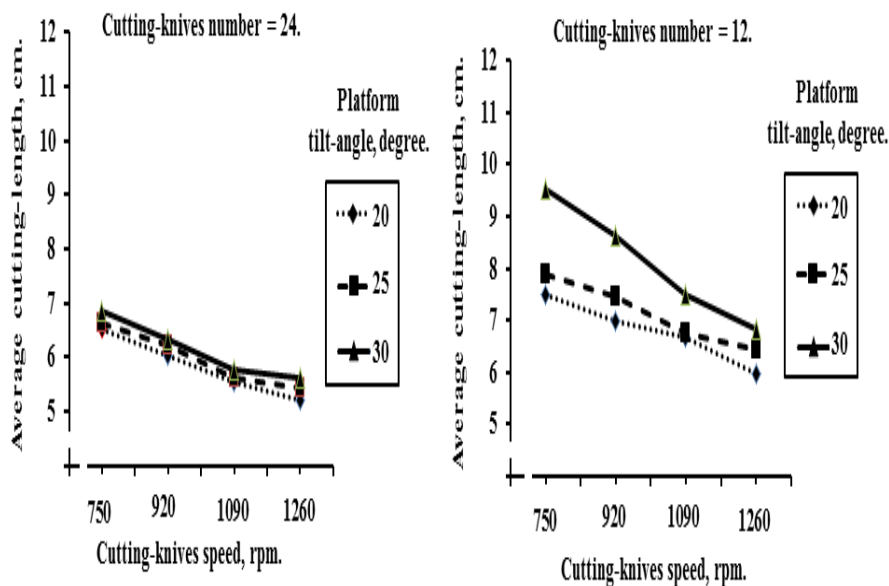 Cutting-knives number = 24.
Average cutting-length, cm.
12
11
10
9
8
7
6
5
Platform
tilt-angle, degree.
20
25
30
750 920 1090 1260
Cutting-knives speed, rpm.
Cutting-knives number = 12.
Average cutting-length, cm.
12
11
10
9
8
7
6
5
Platform
tilt-angle, degree.
20
25
30
750 920 1090 1260
Cutting-knives speed, rpm.